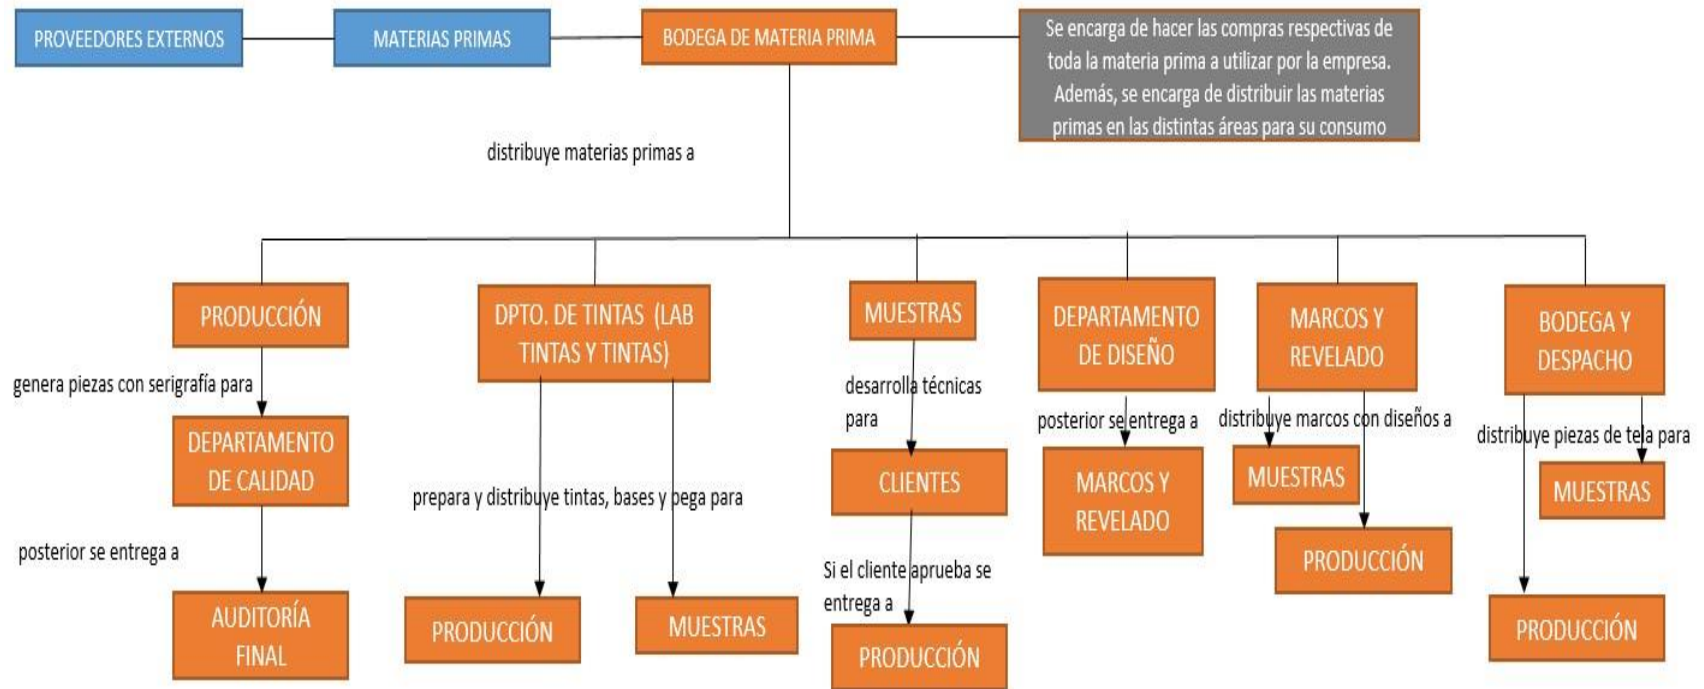 PROVEEDORES EXTERNOS
MATERIAS PRIMAS
BODEGA DE MATERIA PRIMA
Se encarga de hacer las compras respectivas de
toda la materia prima a utilizar por la empresa.
Además, se encarga de distribuir las materias
primas en las distintas áreas para su consumo
distribuye materias primas a
PRODUCCIÓN
genera piezas con serigrafía para
DEPARTAMENTO
DE CALIDAD
posterior se entrega a
AUDITORÍA
FINAL
DPTO. DE TINTAS (LAB
TINTAS Y TINTAS)
prepara y distribuye tintas, bases y pega para
PRODUCCIÓN
MUESTRAS
MUESTRAS
desarrolla técnicas
para
CLIENTES
Si el cliente aprueba se
entrega a
PRODUCCIÓN
DEPARTAMENTO
DE DISEÑO
posterior se entrega a
MARCOS Y
REVELADO
MARCOS Y
REVELADO
distribuye marcos con diseños a
MUESTRAS
PRODUCCIÓN
BODEGA Y
DESPACHO
distribuye piezas de tela para
MUESTRAS
PRODUCCIÓN